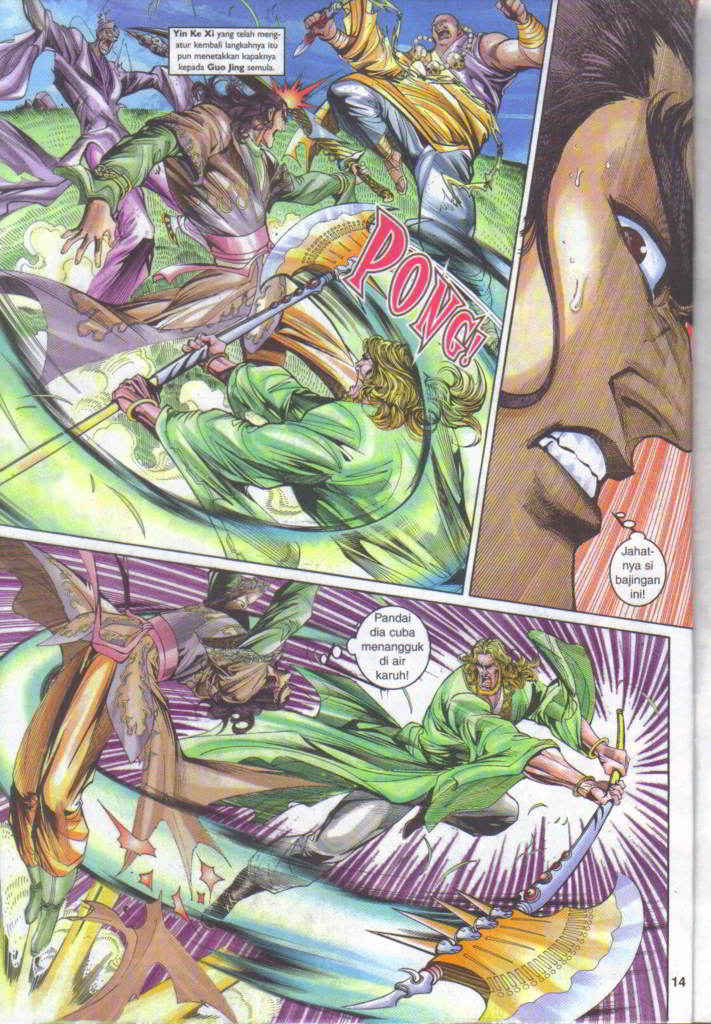 Yin Ke Xi yang telah meng-
atur kembali langkahnya itu
pun menetakkan kapaknya
kepada Guo Jing semula.
PONG!
Jahat-
nya si
bajingan
ini!
Pandai
dia cuba
menangguk
di air
karuh!
14